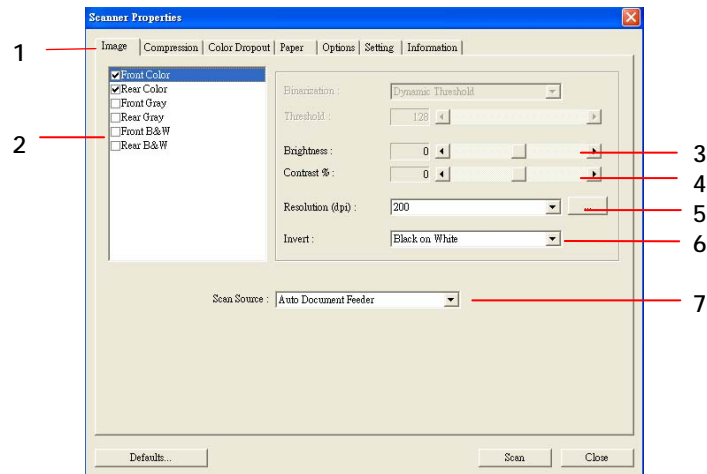 Scanner Properties
1
Image Compression Color Dropout Paper Options Setting Information
2
Front Color
Rear Color
Front Gray
Rear Gray
Front B&W
Rear B&W
Binarization : Dynamic Threshold
Threshold : 128
Brightness : 0
3
Contrast % : 0
4
Resolution (dpi) : 200 ...
5
Invert : Black on White
6
Scan Source : Auto Document Feeder
7
Defaults... Scan Close